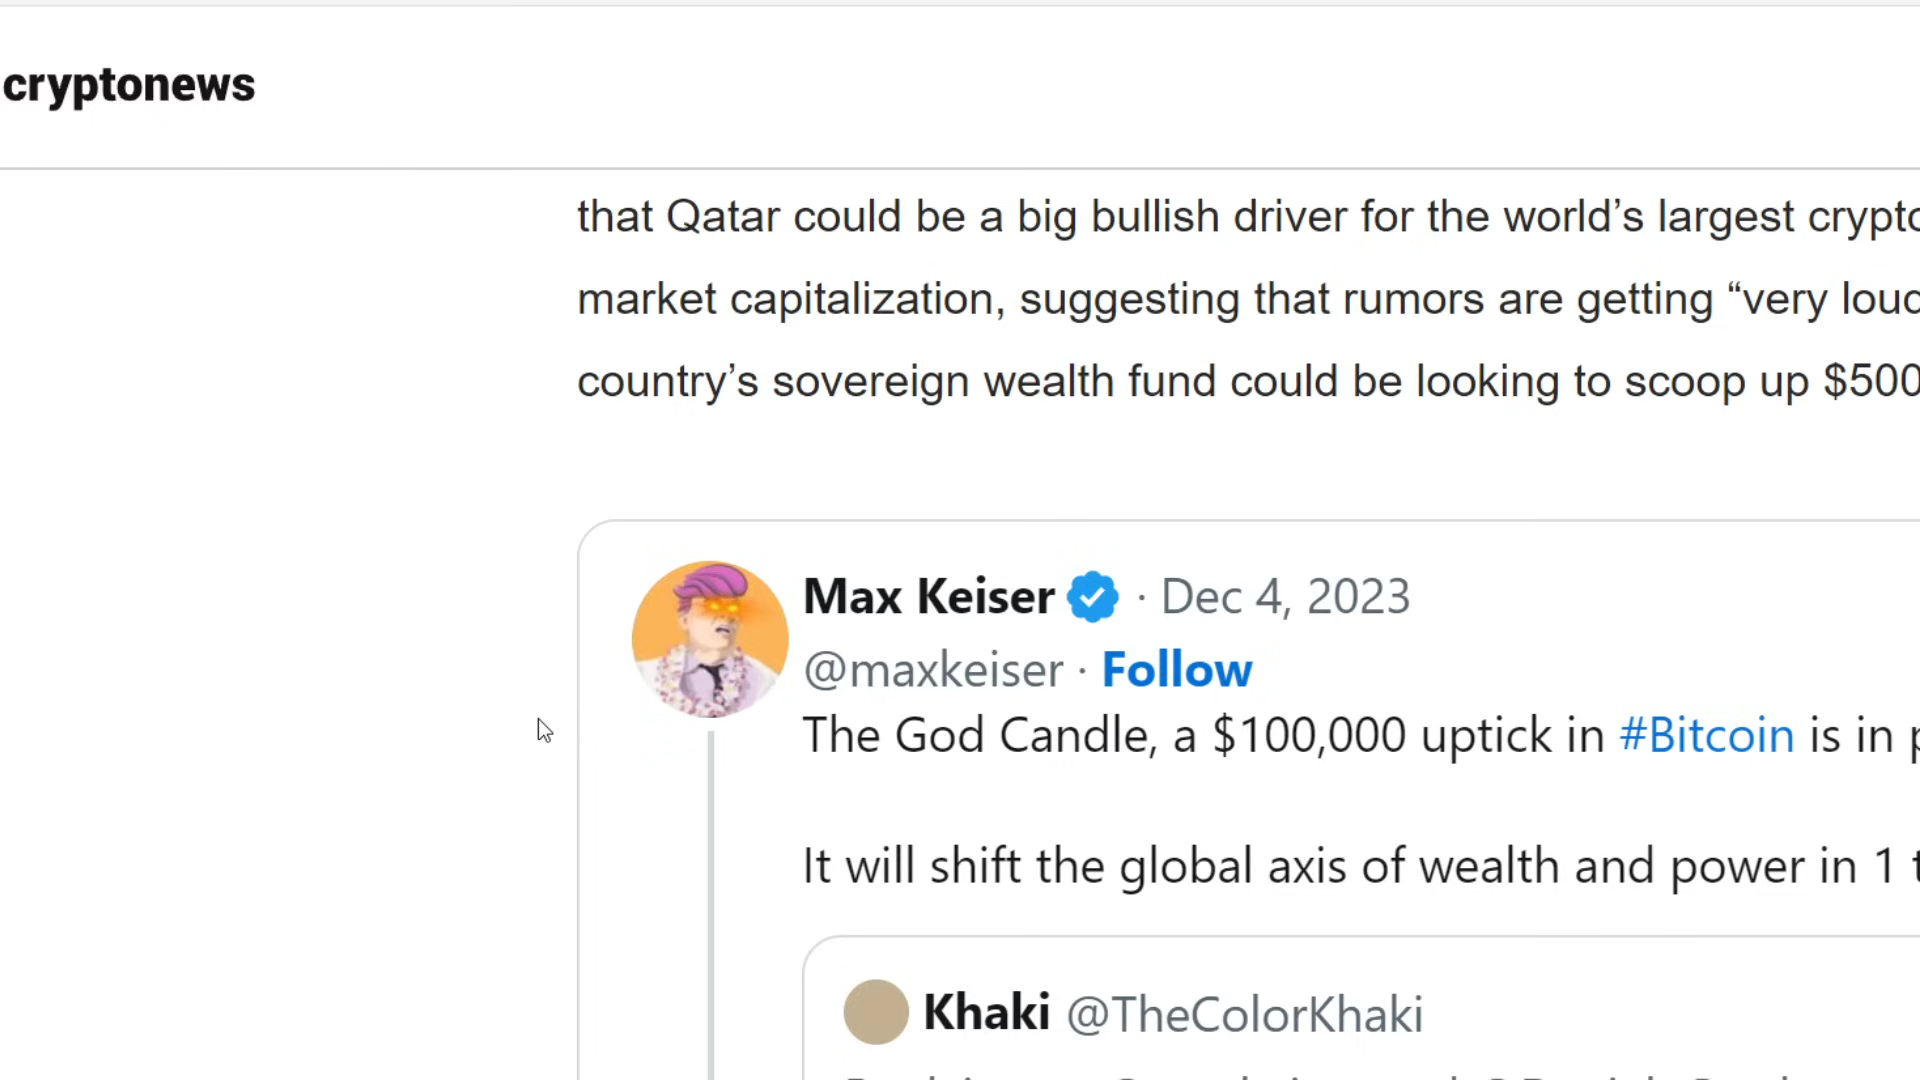 cryptonews
that Qatar could be a big bullish driver for the world’s largest
market capitalization, suggesting that rumors are getting “very
country’s sovereign wealth fund could be looking to scoop up $500
Max Keiser · Dec 4, 2023
@maxkeiser · Follow
The God Candle, a $100,000 uptick in #Bitcoin is in
It will shift the global axis of wealth and power in 1
Khaki @TheColorKhaki